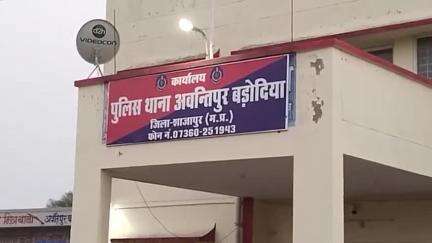 d2h
VIDEOCON
कार्यालय
पुलिस थाना अवन्तिपुर बड़ोदिया
जिला-शाजापुर (म.प्र.)
फोन नं.07360-251943